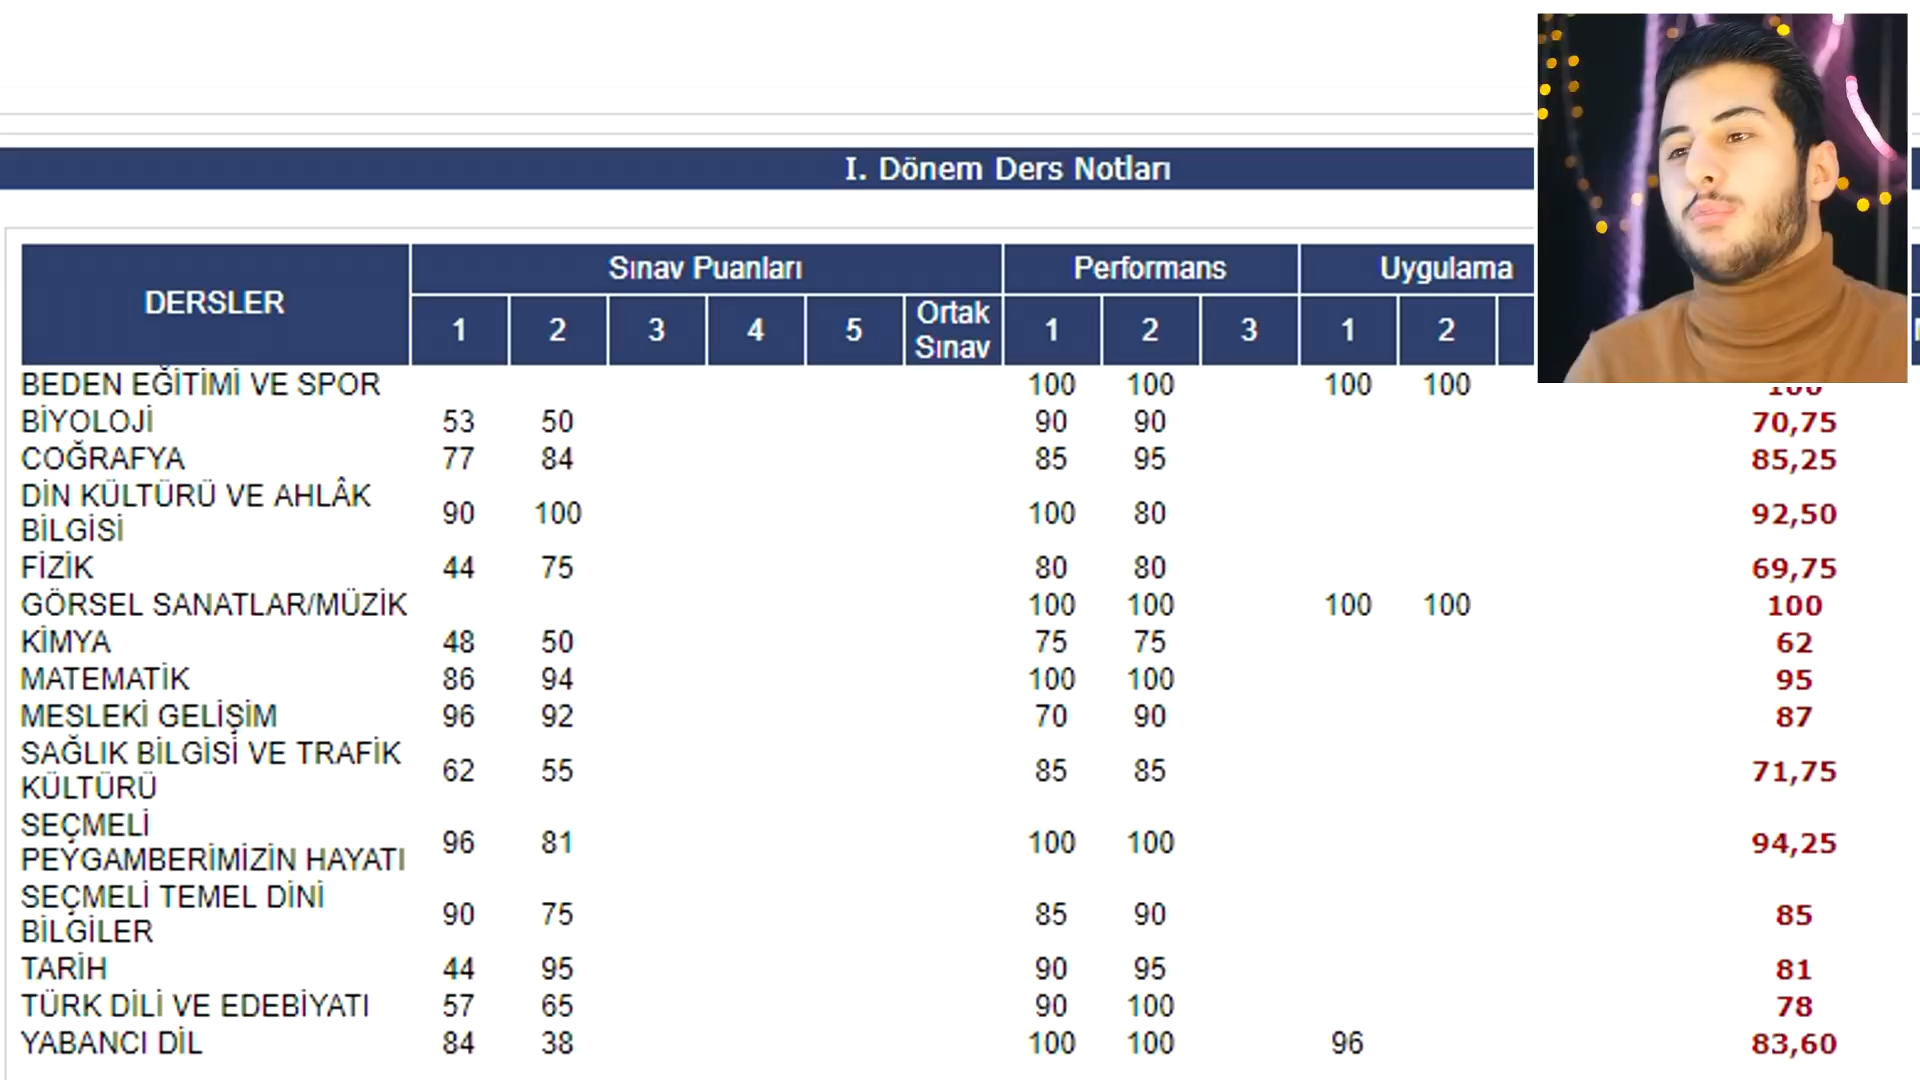 I. Dönem Ders Notları
DERSLER Sınav Puanları Performans Uygulama
1 2 3 4 5 Ortak Sınav 1 2 3 1 2
BEDEN EĞİTİMİ VE SPOR 100 100 100 100 100
BİYOLOJİ 53 50 90 90 70,75
COĞRAFYA 77 84 85 95 85,25
DİN KÜLTÜRÜ VE AHLÂK
BİLGİSİ 90 100 100 80 92,50
FİZİK 44 75 80 80 69,75
GÖRSEL SANATLAR/MÜZİK 100 100 100 100 100
KİMYA 48 50 75 75 62
MATEMATİK 86 94 100 100 95
MESLEKİ GELİŞİM 96 92 70 90 87
SAĞLIK BİLGİSİ VE TRAFİK
KÜLTÜRÜ 62 55 85 85 71,75
SEÇMELİ
PEYGAMBERİMİZİN HAYATI 96 81 100 100 94,25
SEÇMELİ TEMEL DİNİ
BİLGİLER 90 75 85 90 85
TARİH 44 95 90 95 81
TÜRK DİLİ VE EDEBİYATI 57 65 90 100 78
YABANCI DİL 84 38 100 100 96 83,60